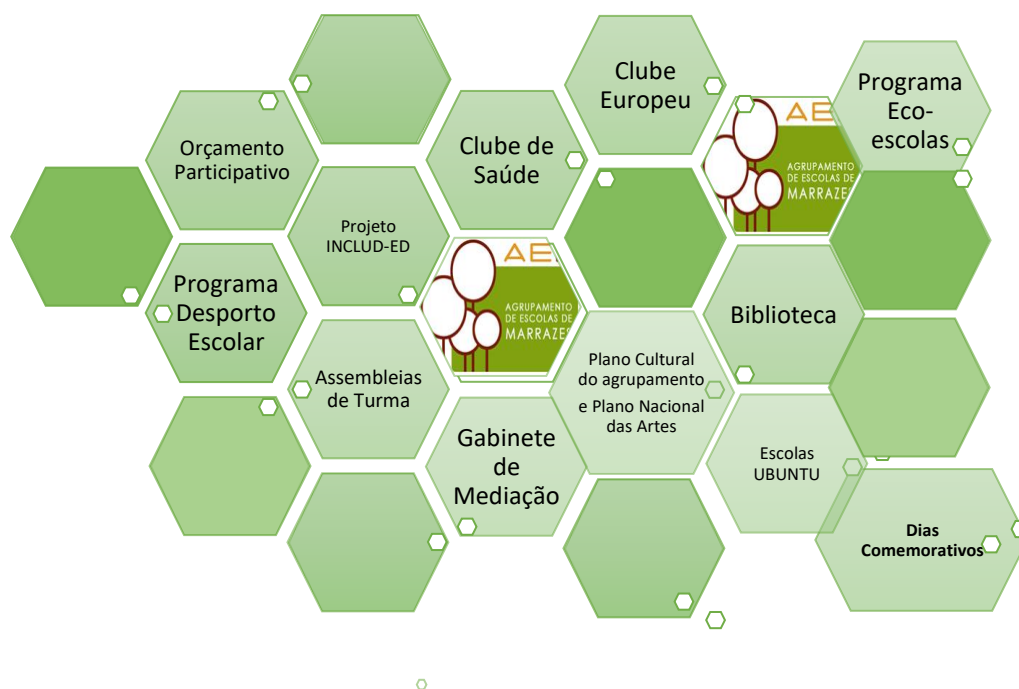 Clube
Europeu
Programa
Eco-
escolas
Orçamento
Participativo
Clube de
Saúde
AE
AGRUPAMENTO
DE ESCOLAS DE
MARRAZES
Projeto
INCLUD-ED
AE
AGRUPAMENTO
DE ESCOLAS DE
MARRAZES
Programa
Desporto
Escolar
Biblioteca
Assembleias
de Turma
Plano Cultural
do agrupamento
e Plano Nacional
das Artes
Gabinete
de
Mediação
Escolas
UBUNTU
Dias
Comemorativos